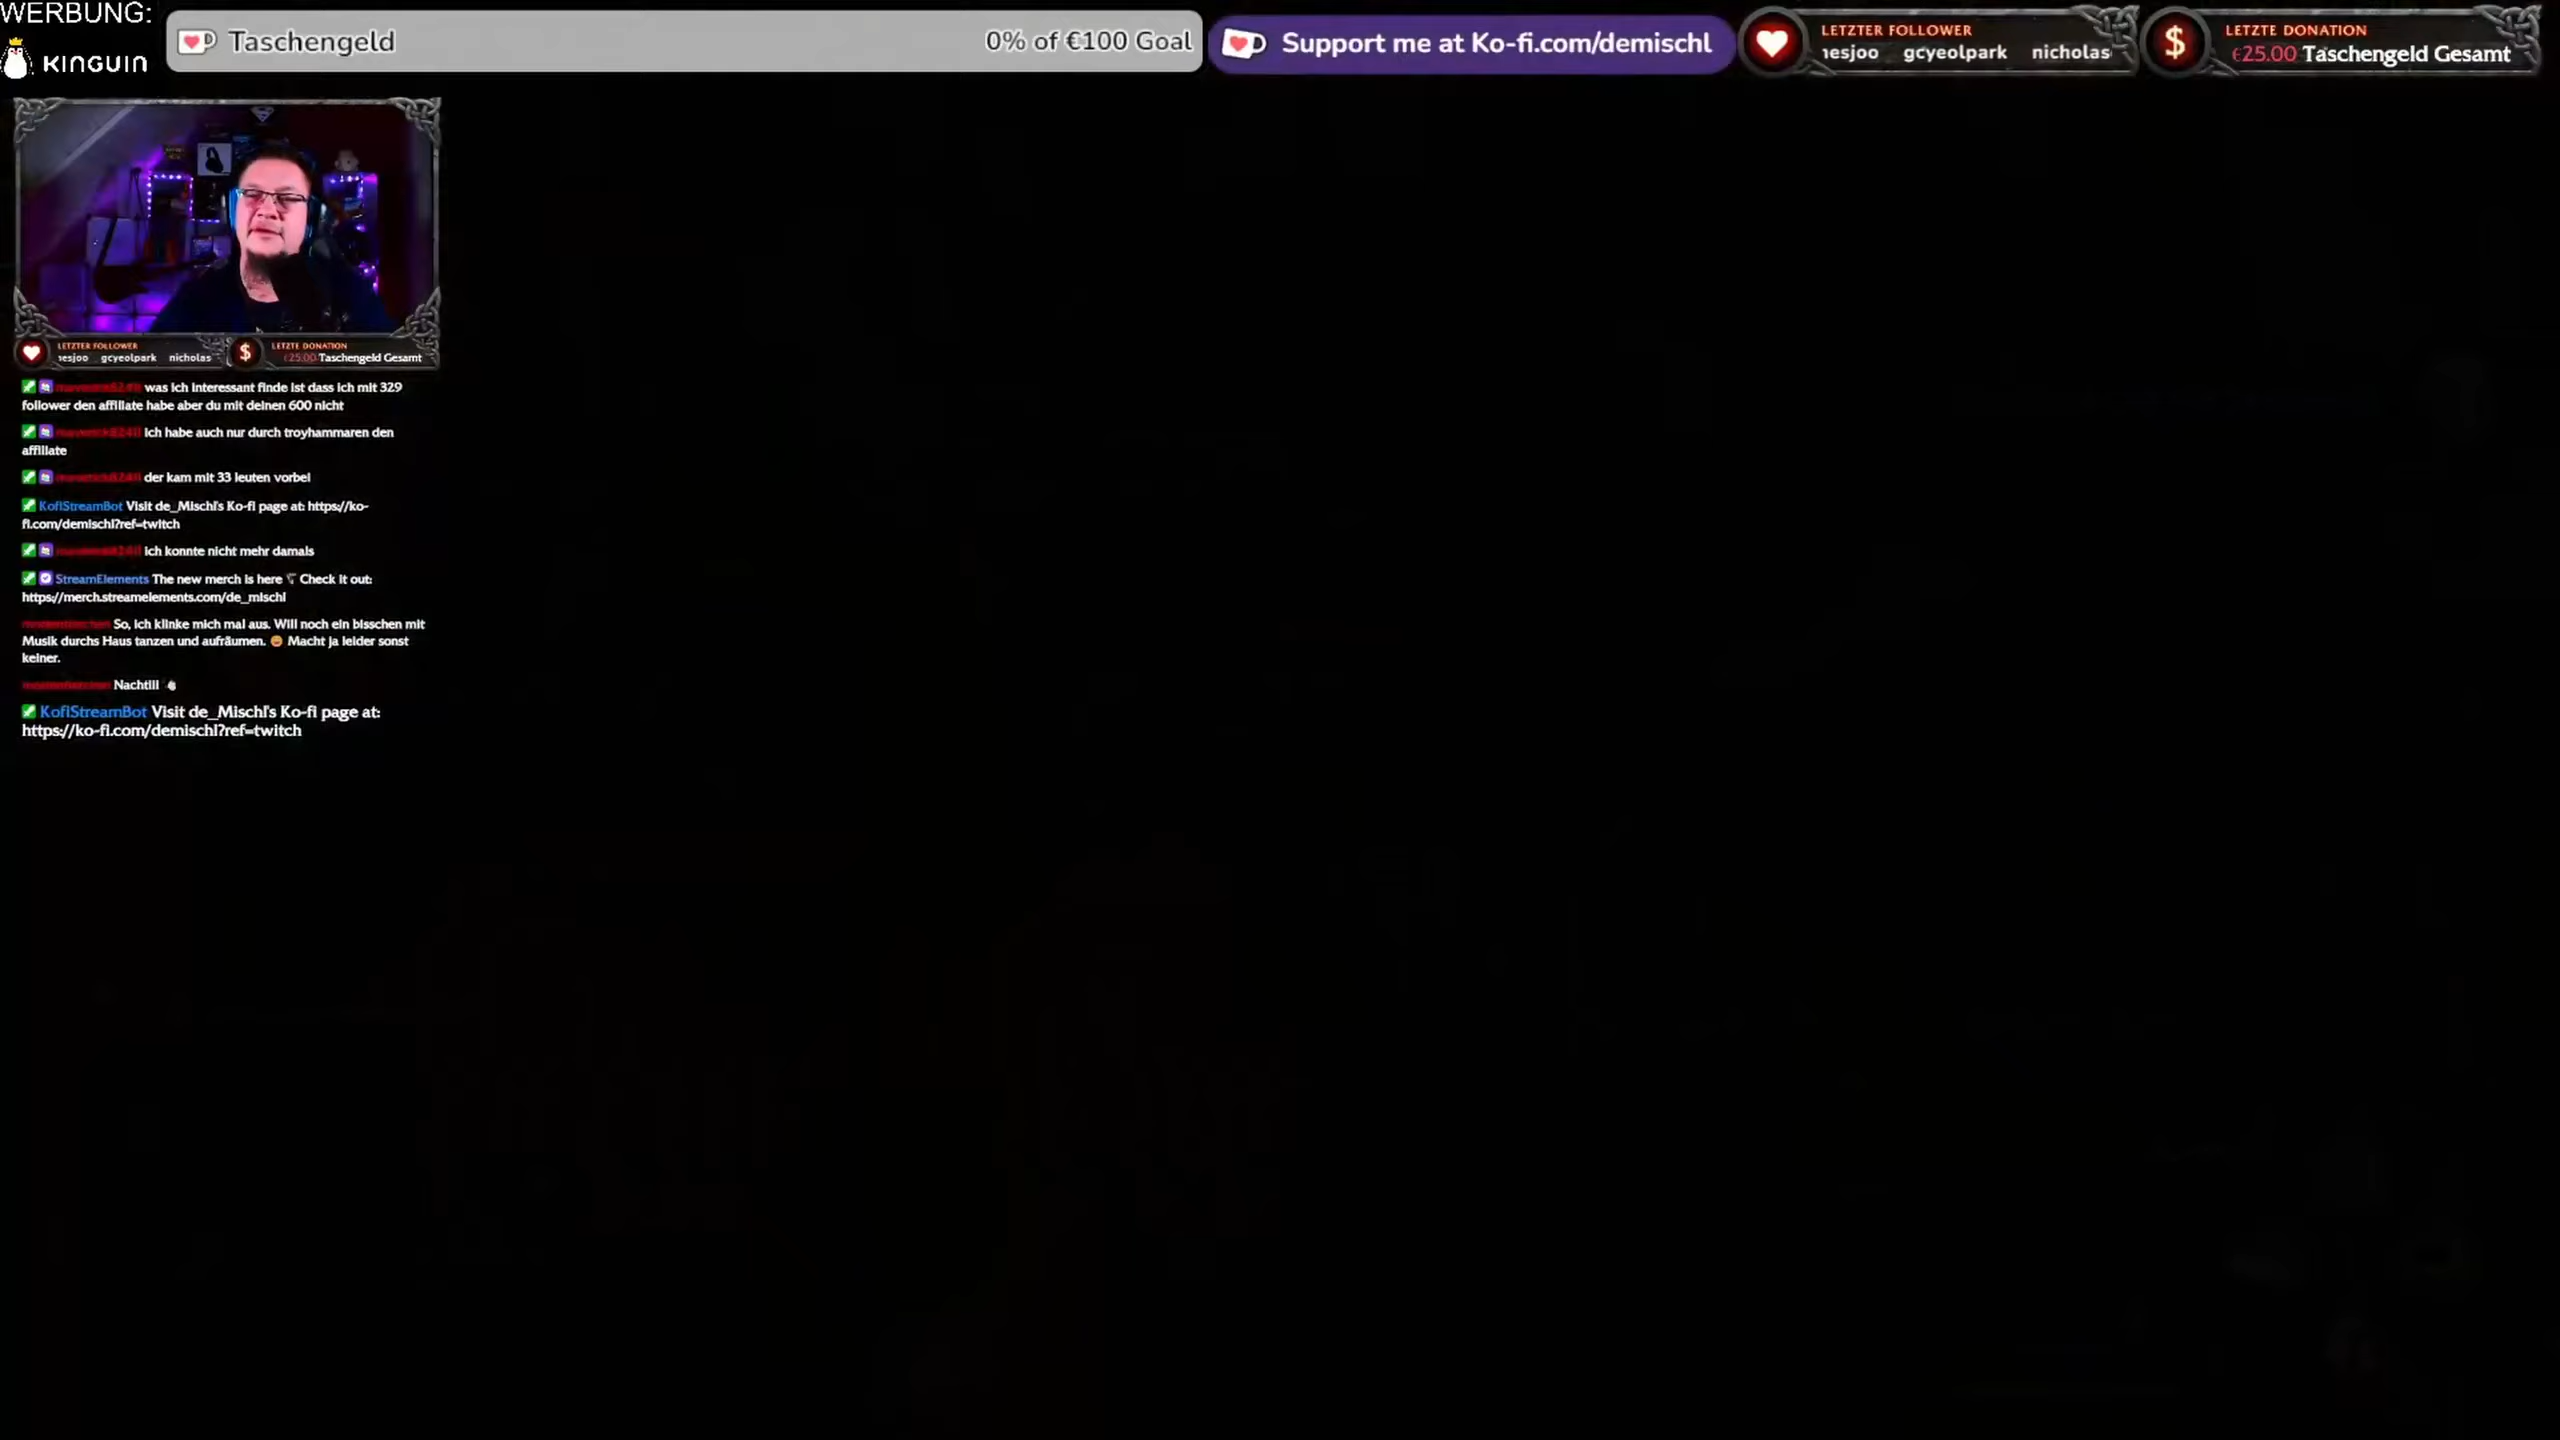 WERBUNG:
KINGUIN
Taschengeld
0% of €100 Goal
Support me at Ko-fi.com/demischl
LETZTER FOLLOWER
nesjoo gcyeolpark nicholas
LETZTE DONATION
€25.00 Taschengeld Gesamt
LETZTER FOLLOWER
nesjoo gcyeolpark nicholas
LETZTE DONATION
€25.00 Taschengeld Gesamt
was ich interessant finde ist dass ich mit 329
follower den affiliate habe aber du mit deinen 600 nicht
ich habe auch nur durch troyhammaren den
affiliate
der kam mit 33 leuten vorbei
KofiStreamBot Visit de_Mischl's Ko-fi page at: https://ko-
fi.com/demischl?ref=twitch
ich konnte nicht mehr damals
StreamElements The new merch is here Check it out:
https://merch.streamelements.com/de_mischl
So, ich klinke mich mal aus. Will noch ein bisschen mit
Musik durchs Haus tanzen und aufräumen. Macht ja leider sonst
keiner.
Nachtiii
KofiStreamBot Visit de_Mischl's Ko-fi page at:
https://ko-fi.com/demischl?ref=twitch